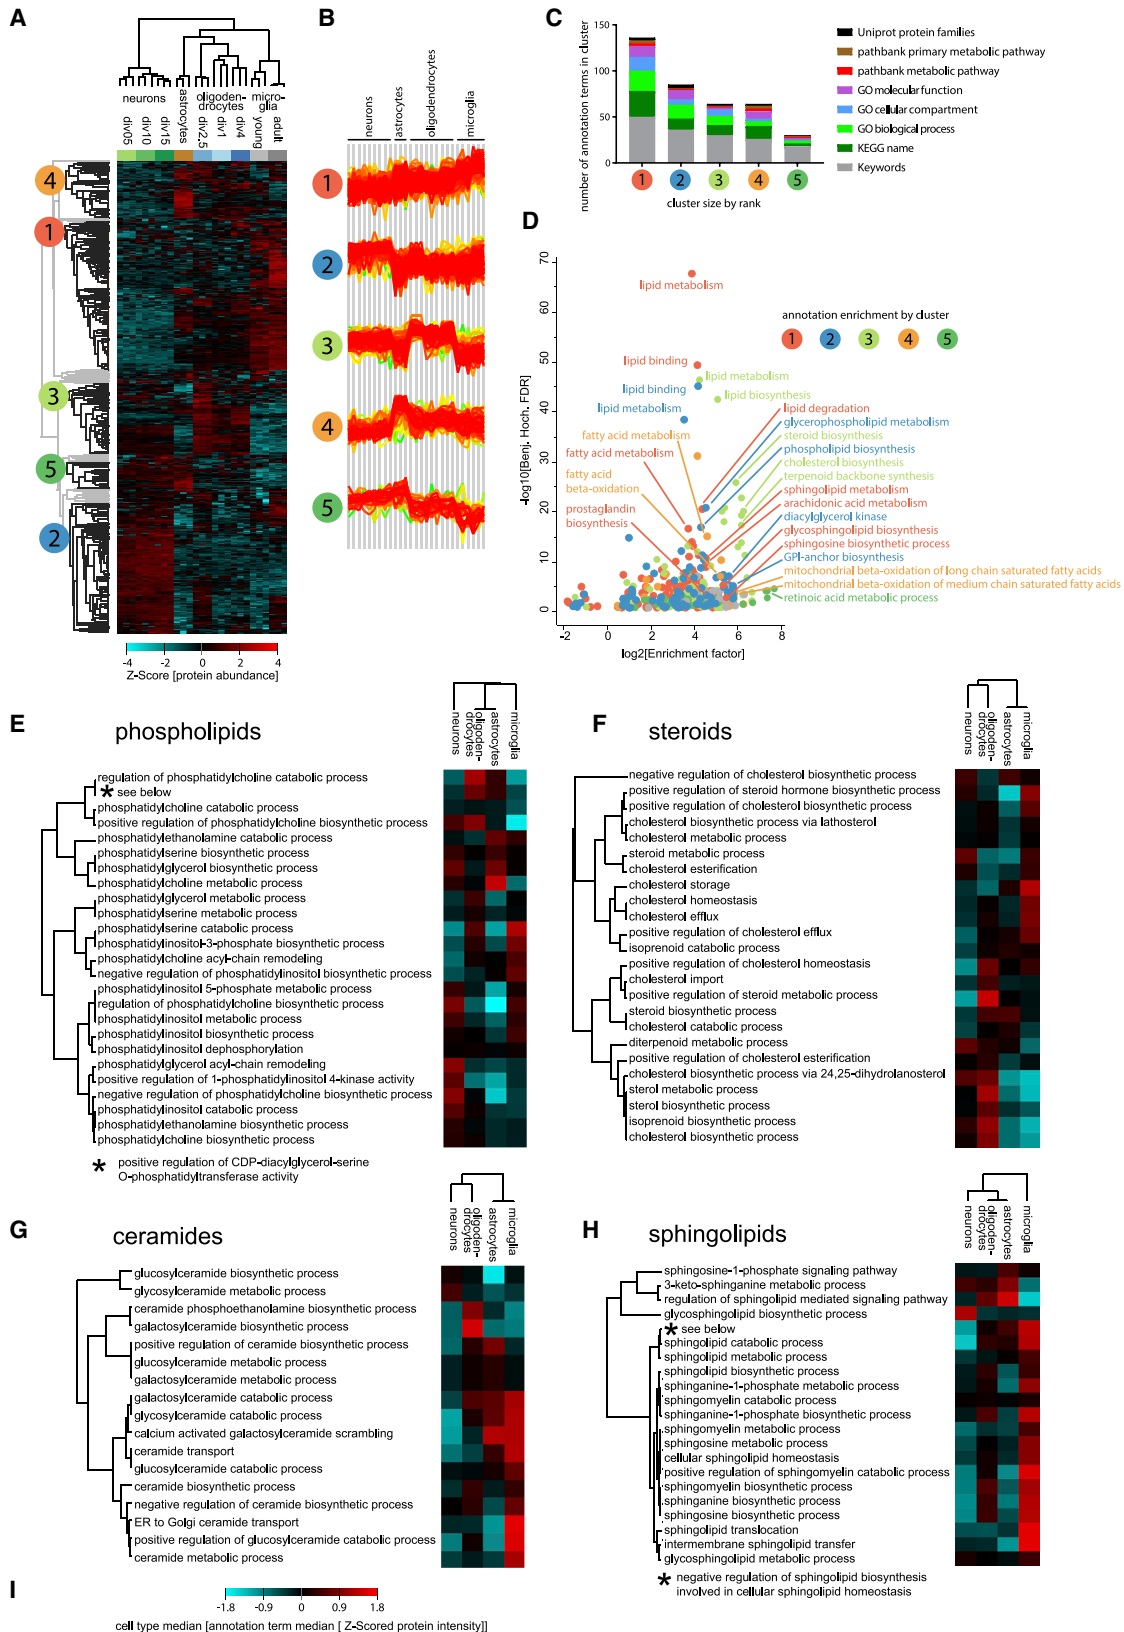 A
neurons
astrocytes
oligoden-
drocytes
micro-
glia
div05
div10
div15
div2.5
div1
div4
young
adult
4
1
3
5
2
-4
-2
0
2
4
Z-Score [protein abundance]
B
neurons
astrocytes
oligodendrocytes
microglia
1
2
3
4
5
C
number of annotation terms in cluster
150
100
50
0
1
2
3
4
5
cluster size by rank
Uniprot protein families
pathbank primary metabolic pathway
pathbank metabolic pathway
GO molecular function
GO cellular compartment
GO biological process
KEGG name
Keywords
D
-log10[Benj. Hoch. FDR]
70
60
50
40
30
20
10
0
-2
0
2
4
6
8
log2[Enrichment factor]
annotation enrichment by cluster
1
2
3
4
5
lipid metabolism
lipid binding
lipid metabolism
lipid binding
lipid biosynthesis
lipid metabolism
lipid degradation
glycerophospholipid metabolism
fatty acid metabolism
steroid biosynthesis
fatty acid metabolism
phospholipid biosynthesis
cholesterol biosynthesis
fatty acid
beta-oxidation
terpenoid backbone synthesis
sphingolipid metabolism
arachidonic acid metabolism
prostaglandin
biosynthesis
diacylglycerol kinase
glycosphingolipid biosynthesis
sphingosine biosynthetic process
GPI-anchor biosynthesis
mitochondrial beta-oxidation of long chain saturated fatty acids
mitochondrial beta-oxidation of medium chain saturated fatty acids
retinoic acid metabolic process
E
phospholipids
neurons
oligoden-
drocytes
astrocytes
microglia
regulation of phosphatidylcholine catabolic process
* see below
phosphatidylcholine catabolic process
positive regulation of phosphatidylcholine biosynthetic process
phosphatidylethanolamine catabolic process
phosphatidylserine biosynthetic process
phosphatidylglycerol biosynthetic process
phosphatidylcholine metabolic process
phosphatidylglycerol metabolic process
phosphatidylserine metabolic process
phosphatidylserine catabolic process
phosphatidylinositol-3-phosphate biosynthetic process
phosphatidylcholine acyl-chain remodeling
negative regulation of phosphatidylinositol biosynthetic process
phosphatidylinositol 5-phosphate metabolic process
regulation of phosphatidylcholine biosynthetic process
phosphatidylinositol metabolic process
phosphatidylinositol biosynthetic process
phosphatidylinositol dephosphorylation
phosphatidylglycerol acyl-chain remodeling
positive regulation of 1-phosphatidylinositol 4-kinase activity
negative regulation of phosphatidylcholine biosynthetic process
phosphatidylinositol catabolic process
phosphatidylethanolamine biosynthetic process
phosphatidylcholine biosynthetic process
* positive regulation of CDP-diacylglycerol-serine
O-phosphatidyltransferase activity
F
steroids
neurons
oligoden-
drocytes
astrocytes
microglia
negative regulation of cholesterol biosynthetic process
positive regulation of steroid hormone biosynthetic process
positive regulation of cholesterol biosynthetic process
cholesterol biosynthetic process via lathosterol
cholesterol metabolic process
steroid metabolic process
cholesterol esterification
cholesterol storage
cholesterol homeostasis
cholesterol efflux
positive regulation of cholesterol efflux
isoprenoid catabolic process
positive regulation of cholesterol homeostasis
cholesterol import
positive regulation of steroid metabolic process
steroid biosynthetic process
cholesterol catabolic process
diterpenoid metabolic process
positive regulation of cholesterol esterification
cholesterol biosynthetic process via 24,25-dihydrolanosterol
sterol metabolic process
sterol biosynthetic process
isoprenoid biosynthetic process
cholesterol biosynthetic process
G
ceramides
neurons
oligoden-
drocytes
astrocytes
microglia
glucosylceramide biosynthetic process
glycosylceramide metabolic process
ceramide phosphoethanolamine biosynthetic process
galactosylceramide biosynthetic process
positive regulation of ceramide biosynthetic process
glucosylceramide metabolic process
galactosylceramide metabolic process
galactosylceramide catabolic process
glycosylceramide catabolic process
calcium activated galactosylceramide scrambling
ceramide transport
glucosylceramide catabolic process
ceramide biosynthetic process
negative regulation of ceramide biosynthetic process
ER to Golgi ceramide transport
positive regulation of glucosylceramide catabolic process
ceramide metabolic process
H
sphingolipids
neurons
oligoden-
drocytes
astrocytes
microglia
sphingosine-1-phosphate signaling pathway
3-keto-sphinganine metabolic process
regulation of sphingolipid mediated signaling pathway
glycosphingolipid biosynthetic process
* see below
sphingolipid catabolic process
sphingolipid metabolic process
sphingolipid biosynthetic process
sphinganine-1-phosphate metabolic process
sphingomyelin catabolic process
sphinganine-1-phosphate biosynthetic process
sphingomyelin metabolic process
sphingosine metabolic process
cellular sphingolipid homeostasis
positive regulation of sphingomyelin catabolic process
sphingomyelin biosynthetic process
sphinganine biosynthetic process
sphingosine biosynthetic process
sphingolipid translocation
intermembrane sphingolipid transfer
glycosphingolipid metabolic process
* negative regulation of sphingolipid biosynthesis
involved in cellular sphingolipid homeostasis
I
-1.8
-0.9
0
0.9
1.8
cell type median [annotation term median [ Z-Scored protein intensity]]